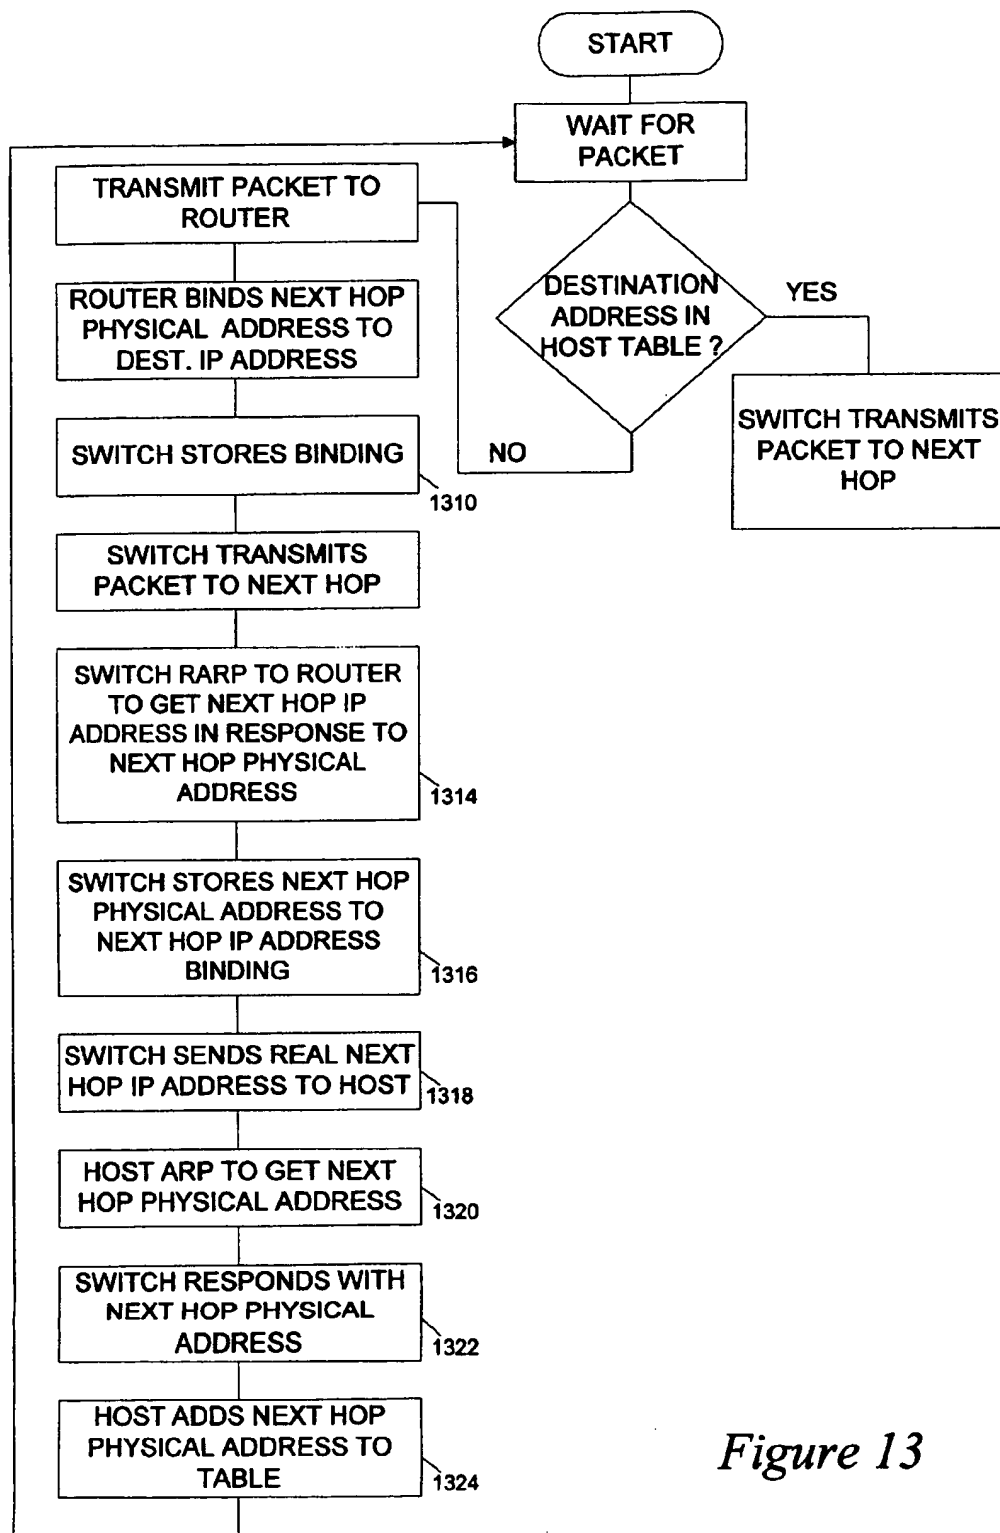 START
WAIT FOR
PACKET
DESTINATION
ADDRESS IN
HOST TABLE ?
YES
SWITCH TRANSMITS
PACKET TO NEXT
HOP
NO
TRANSMIT PACKET TO
ROUTER
ROUTER BINDS NEXT HOP
PHYSICAL ADDRESS TO
DEST. IP ADDRESS
SWITCH STORES BINDING
1310
SWITCH TRANSMITS
PACKET TO NEXT HOP
SWITCH RARP TO ROUTER
TO GET NEXT HOP IP
ADDRESS IN RESPONSE TO
NEXT HOP PHYSICAL
ADDRESS
1314
SWITCH STORES NEXT HOP
PHYSICAL ADDRESS TO
NEXT HOP IP ADDRESS
BINDING
1316
SWITCH SENDS REAL NEXT
HOP IP ADDRESS TO HOST
1318
HOST ARP TO GET NEXT
HOP PHYSICAL ADDRESS
1320
SWITCH RESPONDS WITH
NEXT HOP PHYSICAL
ADDRESS
1322
HOST ADDS NEXT HOP
PHYSICAL ADDRESS TO
TABLE
1324
Figure 13